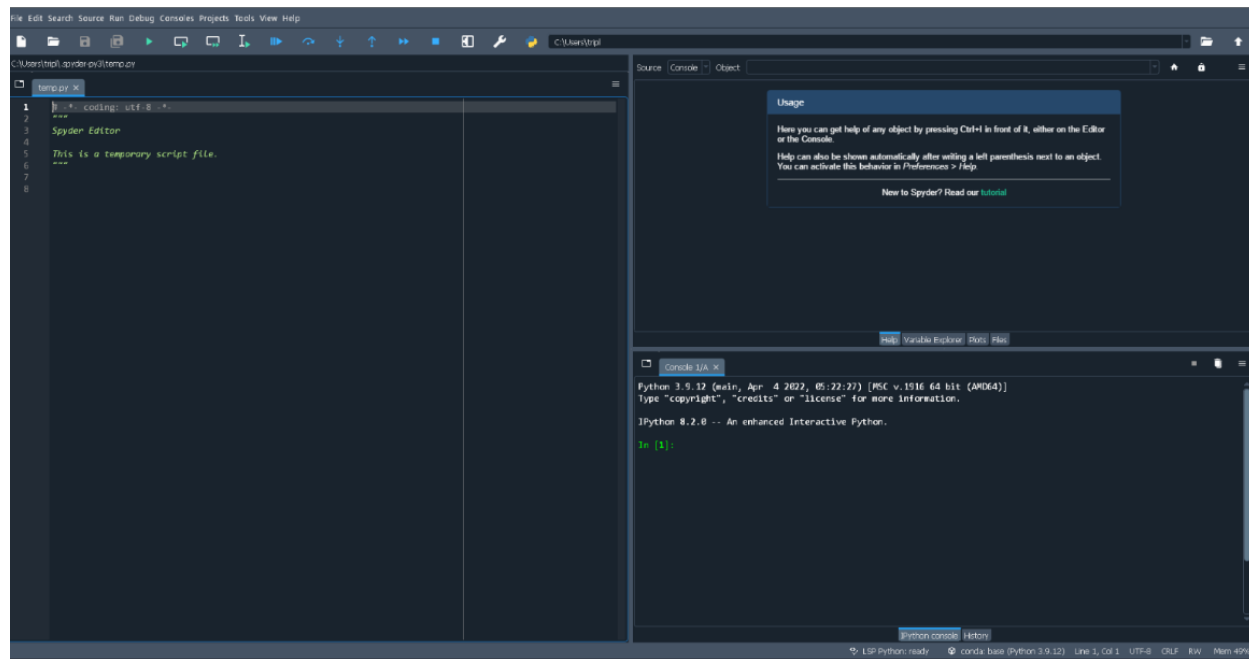 File Edit Search Source Run Debug Consoles Projects Tools View Help
C:\Users\tripl
C:\Users\tripl\.spyder-py3\temp.py
temp.py
1 # -*- coding: utf-8 -*-
2 """
3 Spyder Editor
4
5 This is a temporary script file.
6 """
7
8
Source Console Object
Usage
Here you can get help of any object by pressing Ctrl+I in front of it, either on the Editor
or the Console.
Help can also be shown automatically after writing a left parenthesis next to an object.
You can activate this behavior in Preferences > Help.
New to Spyder? Read our tutorial
Help Variable Explorer Plots Files
Console 1/A
Python 3.9.12 (main, Apr 4 2022, 05:22:27) [MSC v.1916 64 bit (AMD64)]
Type "copyright", "credits" or "license" for more information.
IPython 8.2.0 -- An enhanced Interactive Python.
In [1]:
IPython console History
LSP Python: ready conda: base (Python 3.9.12) Line 1, Col 1 UTF-8 CRLF RW Mem 49%